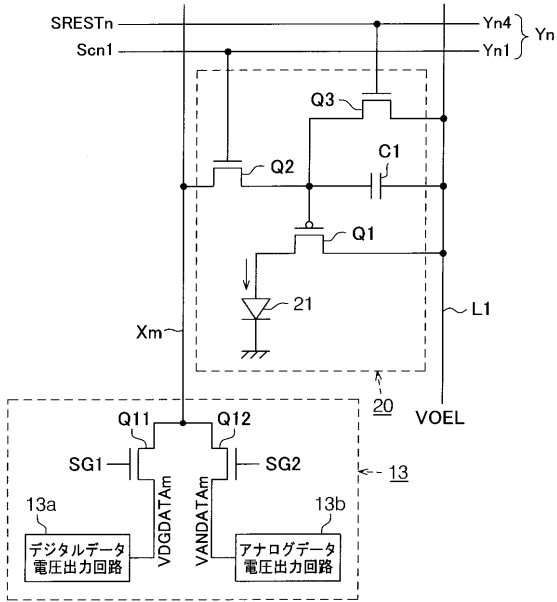 SRESTn
Yn4
Yn
Scn1
Yn1
Q3
C1
Q2
Q1
21
Xm
L1
20
VOEL
Q11
Q12
SG1
SG2
13
VDGDATAm
VANDATAm
13a
13b
デジタルデータ
電圧出力回路
アナログデータ
電圧出力回路